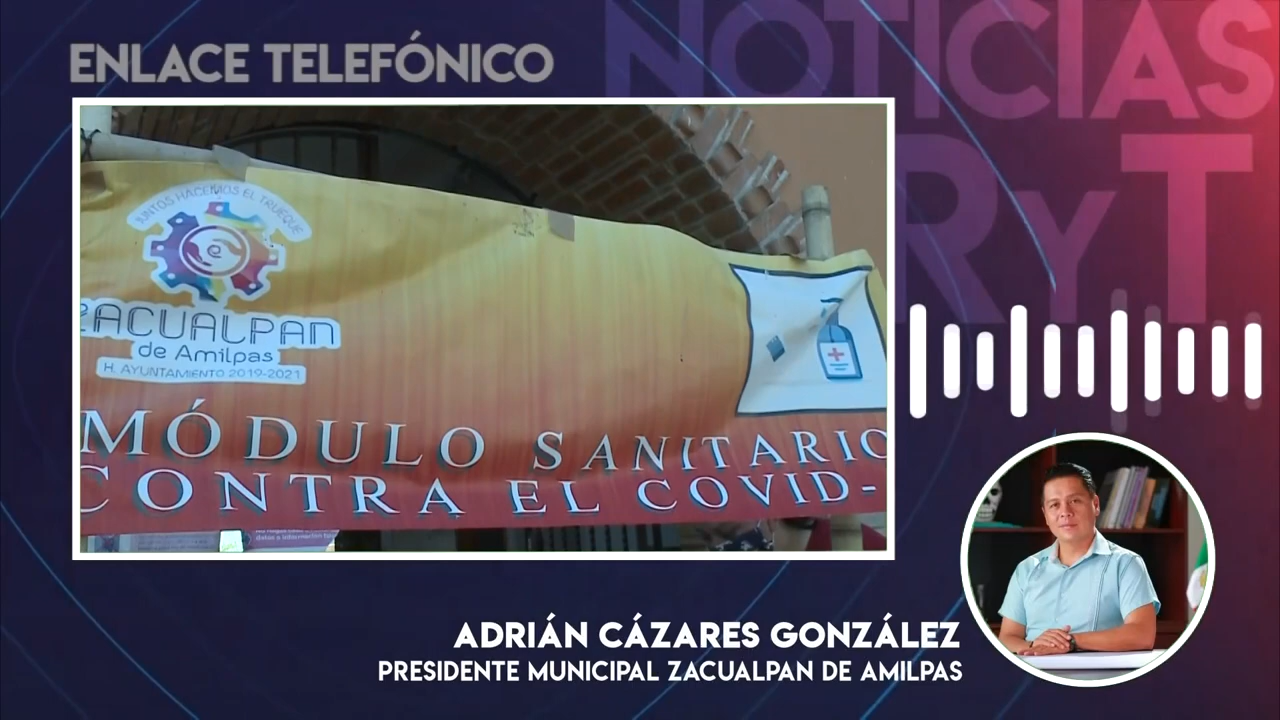 ENLACE TELEFÓNICO
NOTICIAS
RyT
JUNTOS HACEMOS EL TRUEQUE
ZACUALPAN
de Amilpas
H. AYUNTAMIENTO 2019-2021
MÓDULO SANITARIO
CONTRA EL COVID-
ADRIÁN CÁZARES GONZÁLEZ
PRESIDENTE MUNICIPAL ZACUALPAN DE AMILPAS